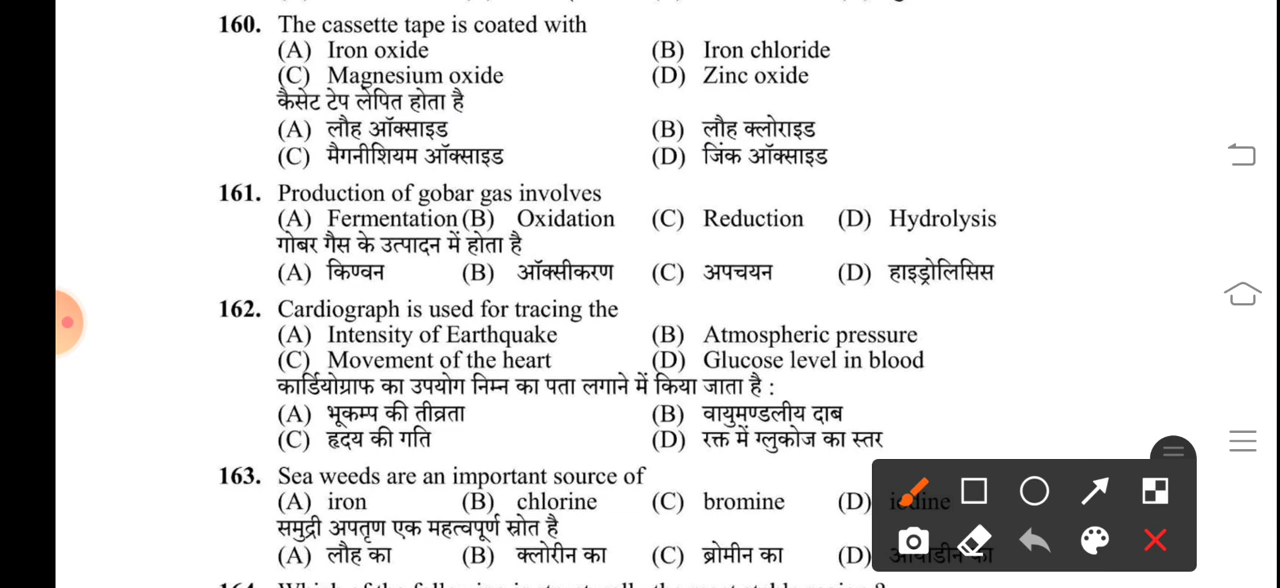 160. The cassette tape is coated with
(A) Iron oxide (B) Iron chloride
(C) Magnesium oxide (D) Zinc oxide
कैसेट टेप लेपित होता है
(A) लौह ऑक्साइड (B) लौह क्लोराइड
(C) मैगनीशियम ऑक्साइड (D) जिंक ऑक्साइड
161. Production of gobar gas involves
(A) Fermentation (B) Oxidation (C) Reduction (D) Hydrolysis
गोबर गैस के उत्पादन में होता है
(A) किण्वन (B) ऑक्सीकरण (C) अपचयन (D) हाइड्रोलिसिस
162. Cardiograph is used for tracing the
(A) Intensity of Earthquake (B) Atmospheric pressure
(C) Movement of the heart (D) Glucose level in blood
कार्डियोग्राफ का उपयोग निम्न का पता लगाने में किया जाता है :
(A) भूकम्प की तीव्रता (B) वायुमण्डलीय दाब
(C) हृदय की गति (D) रक्त में ग्लुकोज का स्तर
163. Sea weeds are an important source of
(A) iron (B) chlorine (C) bromine (D) iodine
समुद्री अपतृण एक महत्वपूर्ण स्रोत है
(A) लौह का (B) क्लोरीन का (C) ब्रोमीन का (D) आयोडीन का